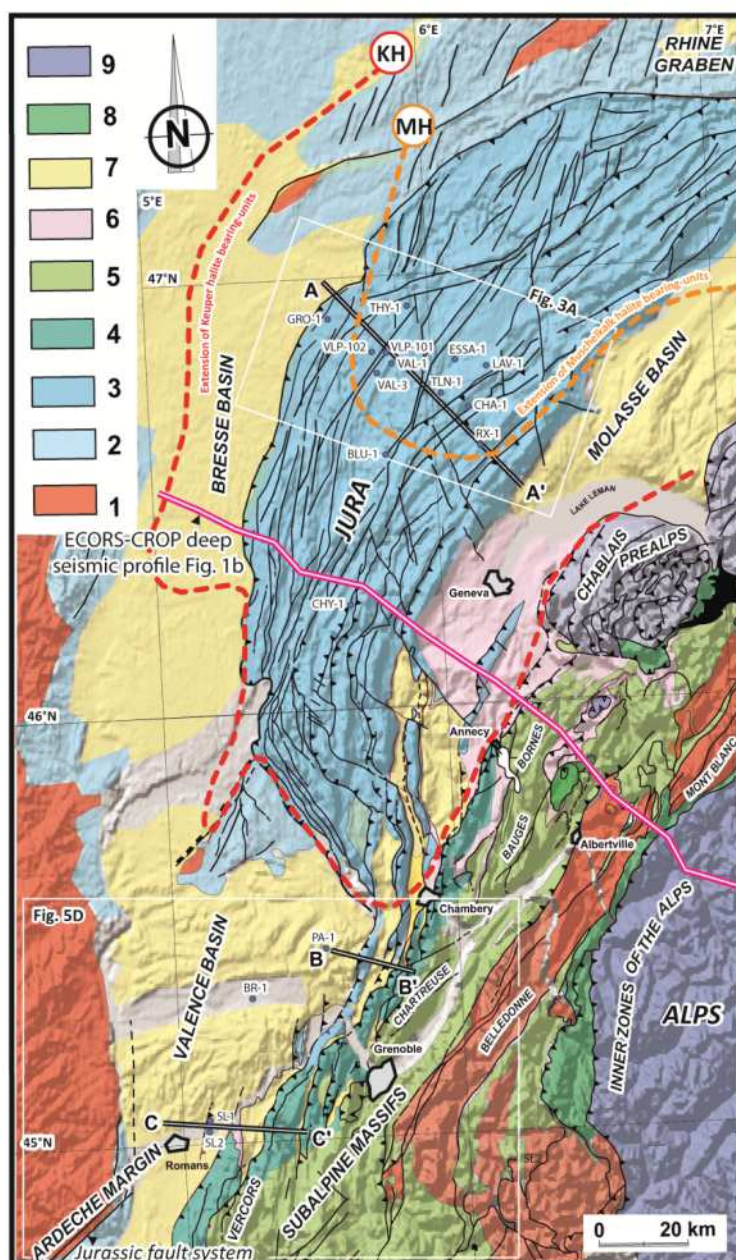 9
8
7
6
5
4
3
2
1
N
KH
MH
6°E
7°E
RHINE
GRABEN
5°E
47°N
Extension of Keuper halite bearing-units
Extension of Muschelkalk halite bearing-units
Fig. 3A
A
GRO-1
THY-1
VLP-102
VLP-101
VAL-1
VAL-3
ESSA-1
LAV-1
TLN-1
CHA-1
RX-1
BLU-1
A'
BRESSE BASIN
JURA
MOLASSE BASIN
LAKE LEMAN
ECORS-CROP deep
seismic profile Fig. 1b
CHY-1
Geneva
CHABLAIS
PREALPS
46°N
Annecy
BORNES
BAUGES
MONT BLANC
Albertville
Chambery
Fig. 5D
VALENCE BASIN
PA-1
B
B'
BR-1
CHARTREUSE
Grenoble
BELLEDONNE
INNER ZONES OF THE ALPS
ALPS
C
SL-1
SL2
C'
45°N
Romans
ARDECHE MARGIN
VERCORS
SUBALPINE MASSIFS
Jurassic fault system
0 20 km